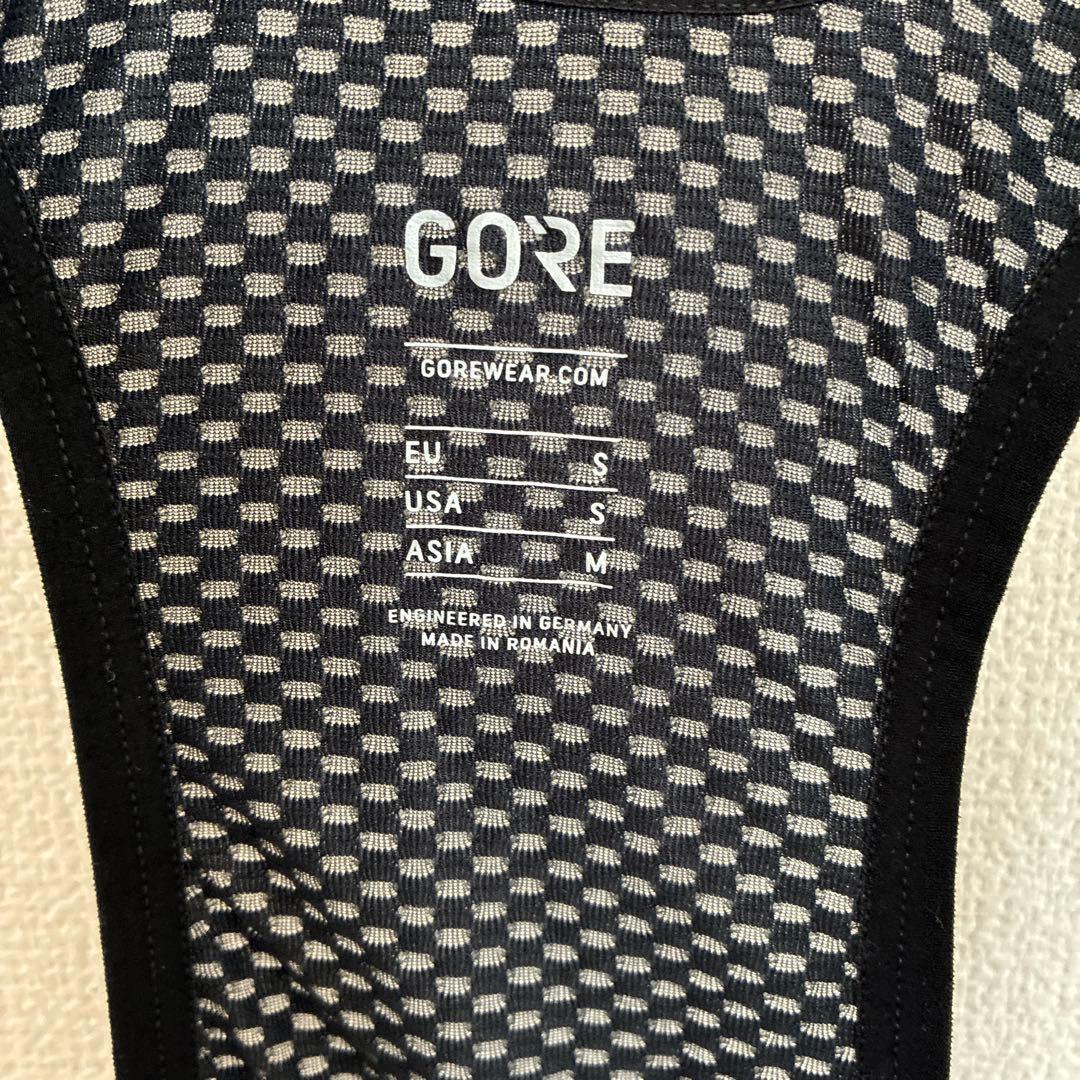 GORE
GOREWEAR.COM
EU S
USA S
ASIA M
ENGINEERED IN GERMANY
MADE IN ROMANIA